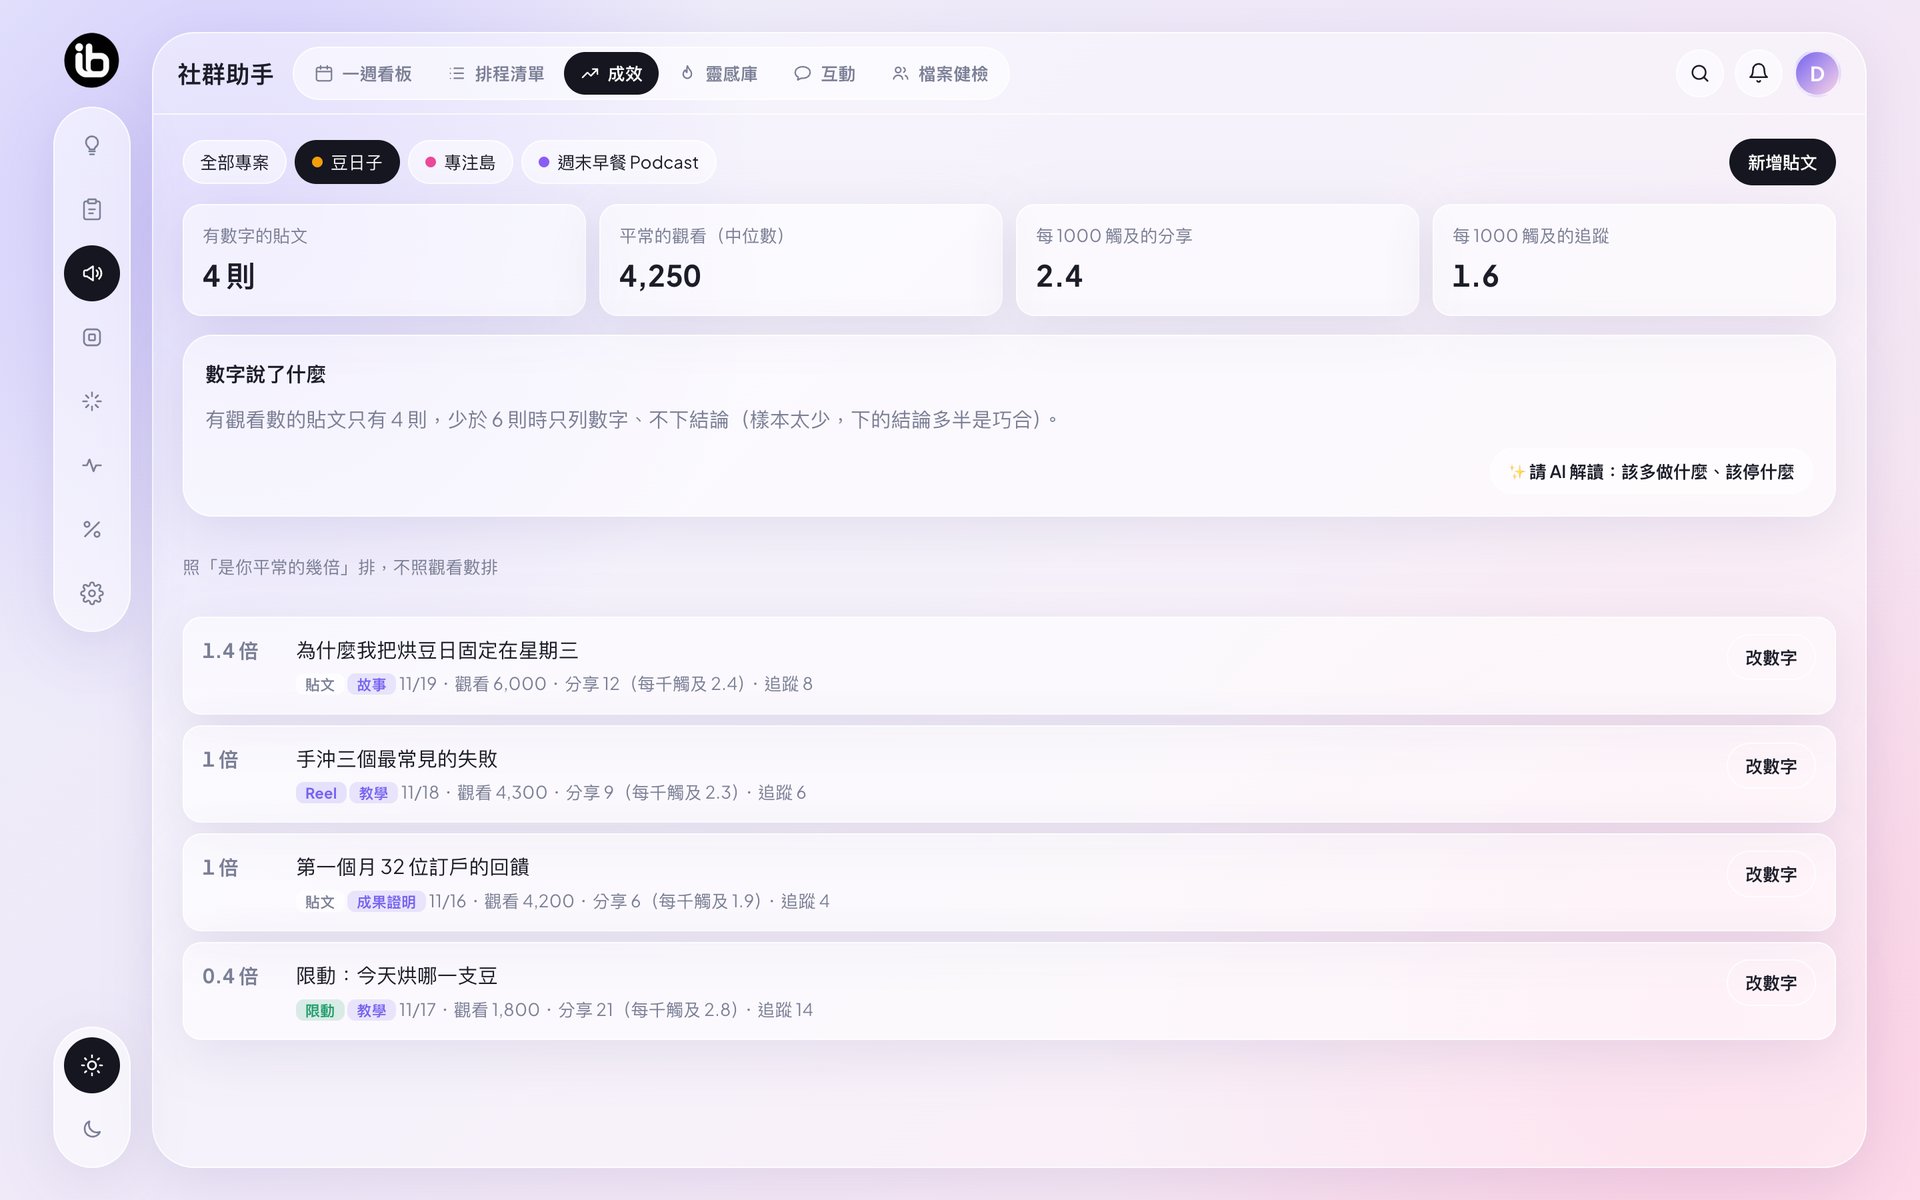 ib
社群助手
一週看板
排程清單
成效
靈感庫
互動
檔案健檢
D
全部專案
豆日子
專注島
週末早餐 Podcast
新增貼文
有數字的貼文
4 則
平常的觀看（中位數）
4,250
每 1000 觸及的分享
2.4
每 1000 觸及的追蹤
1.6
數字說了什麼
有觀看數的貼文只有 4 則，少於 6 則時只列數字、不下結論（樣本太少，下的結論多半是巧合）。
✨ 請 AI 解讀：該多做什麼、該停什麼
照「是你平常的幾倍」排，不照觀看數排
1.4 倍
為什麼我把烘豆日固定在星期三
貼文 故事 11/19 · 觀看 6,000 · 分享 12（每千觸及 2.4）· 追蹤 8
改數字
1 倍
手沖三個最常見的失敗
Reel 教學 11/18 · 觀看 4,300 · 分享 9（每千觸及 2.3）· 追蹤 6
改數字
1 倍
第一個月 32 位訂戶的回饋
貼文 成果證明 11/16 · 觀看 4,200 · 分享 6（每千觸及 1.9）· 追蹤 4
改數字
0.4 倍
限動：今天烘哪一支豆
限動 教學 11/17 · 觀看 1,800 · 分享 21（每千觸及 2.8）· 追蹤 14
改數字